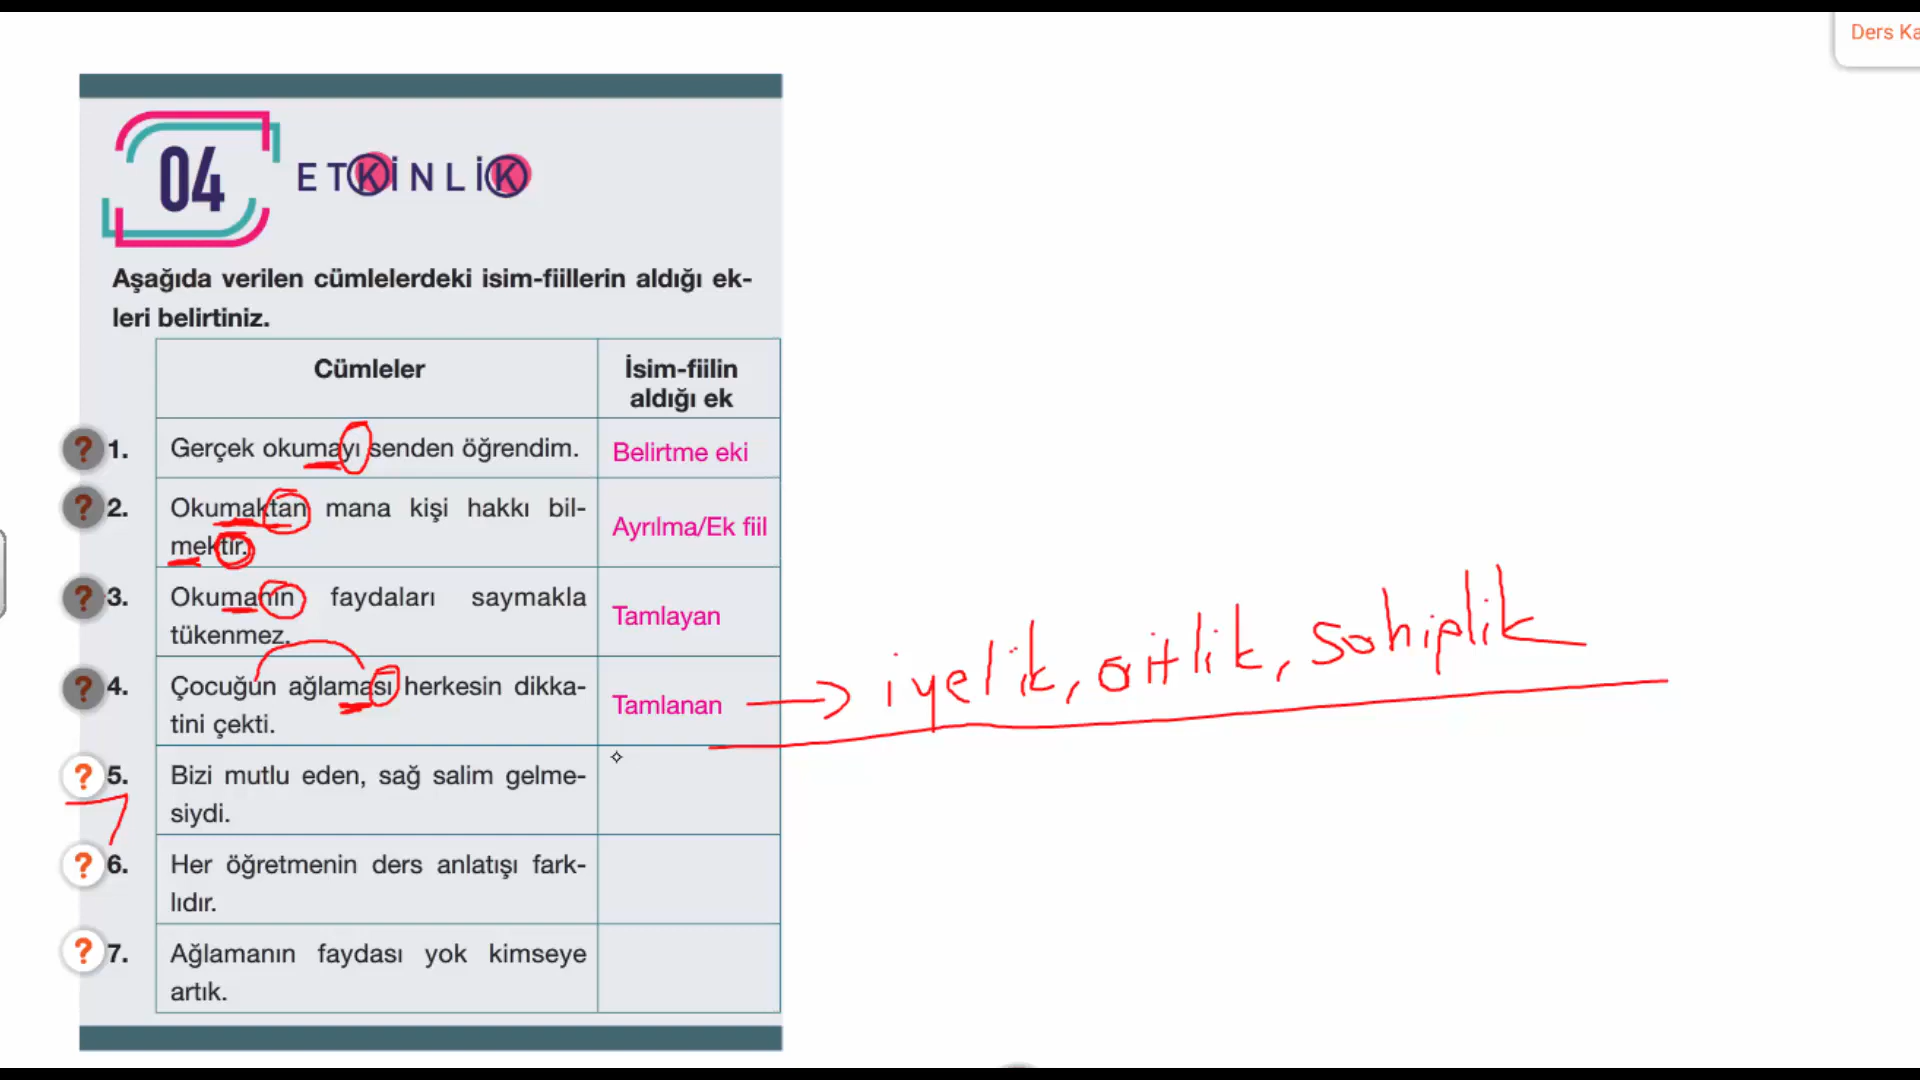 Ders Ka
04 ETKİNLİK
Aşağıda verilen cümlelerdeki isim-fiillerin aldığı ek-
leri belirtiniz.
Cümleler
İsim-fiilin
aldığı ek
? 1. Gerçek okumayı senden öğrendim. Belirtme eki
? 2. Okumaktan mana kişi hakkı bil-
mektir.
Ayrılma/Ek fiil
? 3. Okumanın faydaları saymakla
tükenmez.
Tamlayan
? 4. Çocuğun ağlaması herkesin dikka-
tini çekti.
Tamlanan → iyelik, aitlik, sahiplik
? 5. Bizi mutlu eden, sağ salim gelme-
siydi.
? 6. Her öğretmenin ders anlatışı fark-
lıdır.
? 7. Ağlamanın faydası yok kimseye
artık.